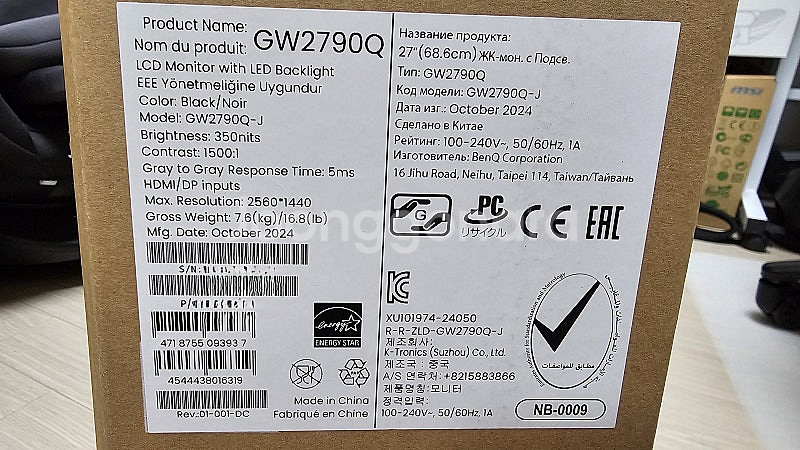 Product Name:
Nom du produit: GW2790Q
LCD Monitor with LED Backlight
EEE Yönetmeliğine Uygundur
Color: Black/Noir
Model: GW2790Q-J
Brightness: 350nits
Contrast: 1500:1
Gray to Gray Response Time: 5ms
HDMI/DP inputs
Max. Resolution: 2560*1440
Gross Weight: 7.6(kg)/16.8(lb)
Mfg. Date: October 2024
S/N:
4718755 09393 7
4544438016319
Rev.:01-001-DC
energy
ENERGY STAR
Made in China
Fabriqué en Chine
Название продукта:
27"(68.6cm) ЖК-мон. с Подсв.
Тип: GW2790Q
Код модели: GW2790Q-J
Дата изг.: October 2024
Сделано в Китае
Рейтинг: 100-240V~, 50/60Hz, 1A
Изготовитель: BenQ Corporation
16 Jihu Road, Neihu, Taipei 114, Taiwan/Тайвань
G
PC
リサイクル
CE
EAC
XU101974-24050
R-R-ZLD-GW2790Q-J
제조회사:
K-Tronics (Suzhou) Co., Ltd.
제조국 : 중국
A/S 연락처:+8215883866
제품명칭:모니터
정격입력:
100-240V~, 50/60Hz, 1A
مطابق للمواصفات
NB-0009
msi